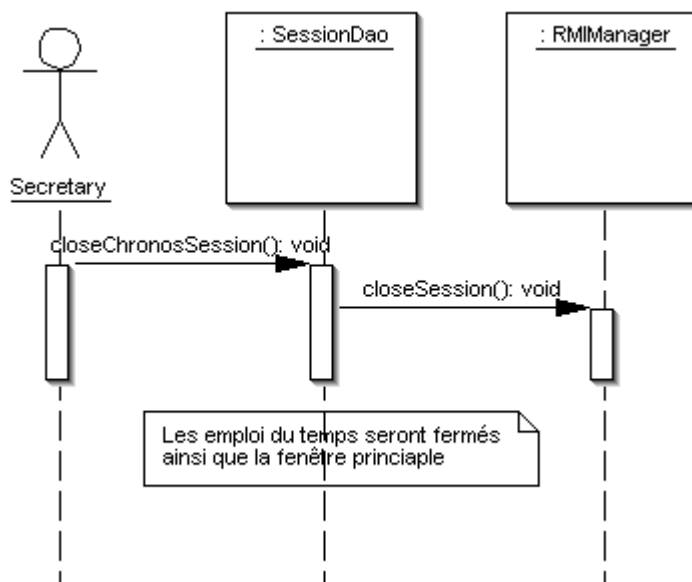 : SessionDao
: RMIManager
Secretary
closeChronosSession(): void
closeSession(): void
Les emploi du temps seront fermés
ainsi que la fenêtre princiaple